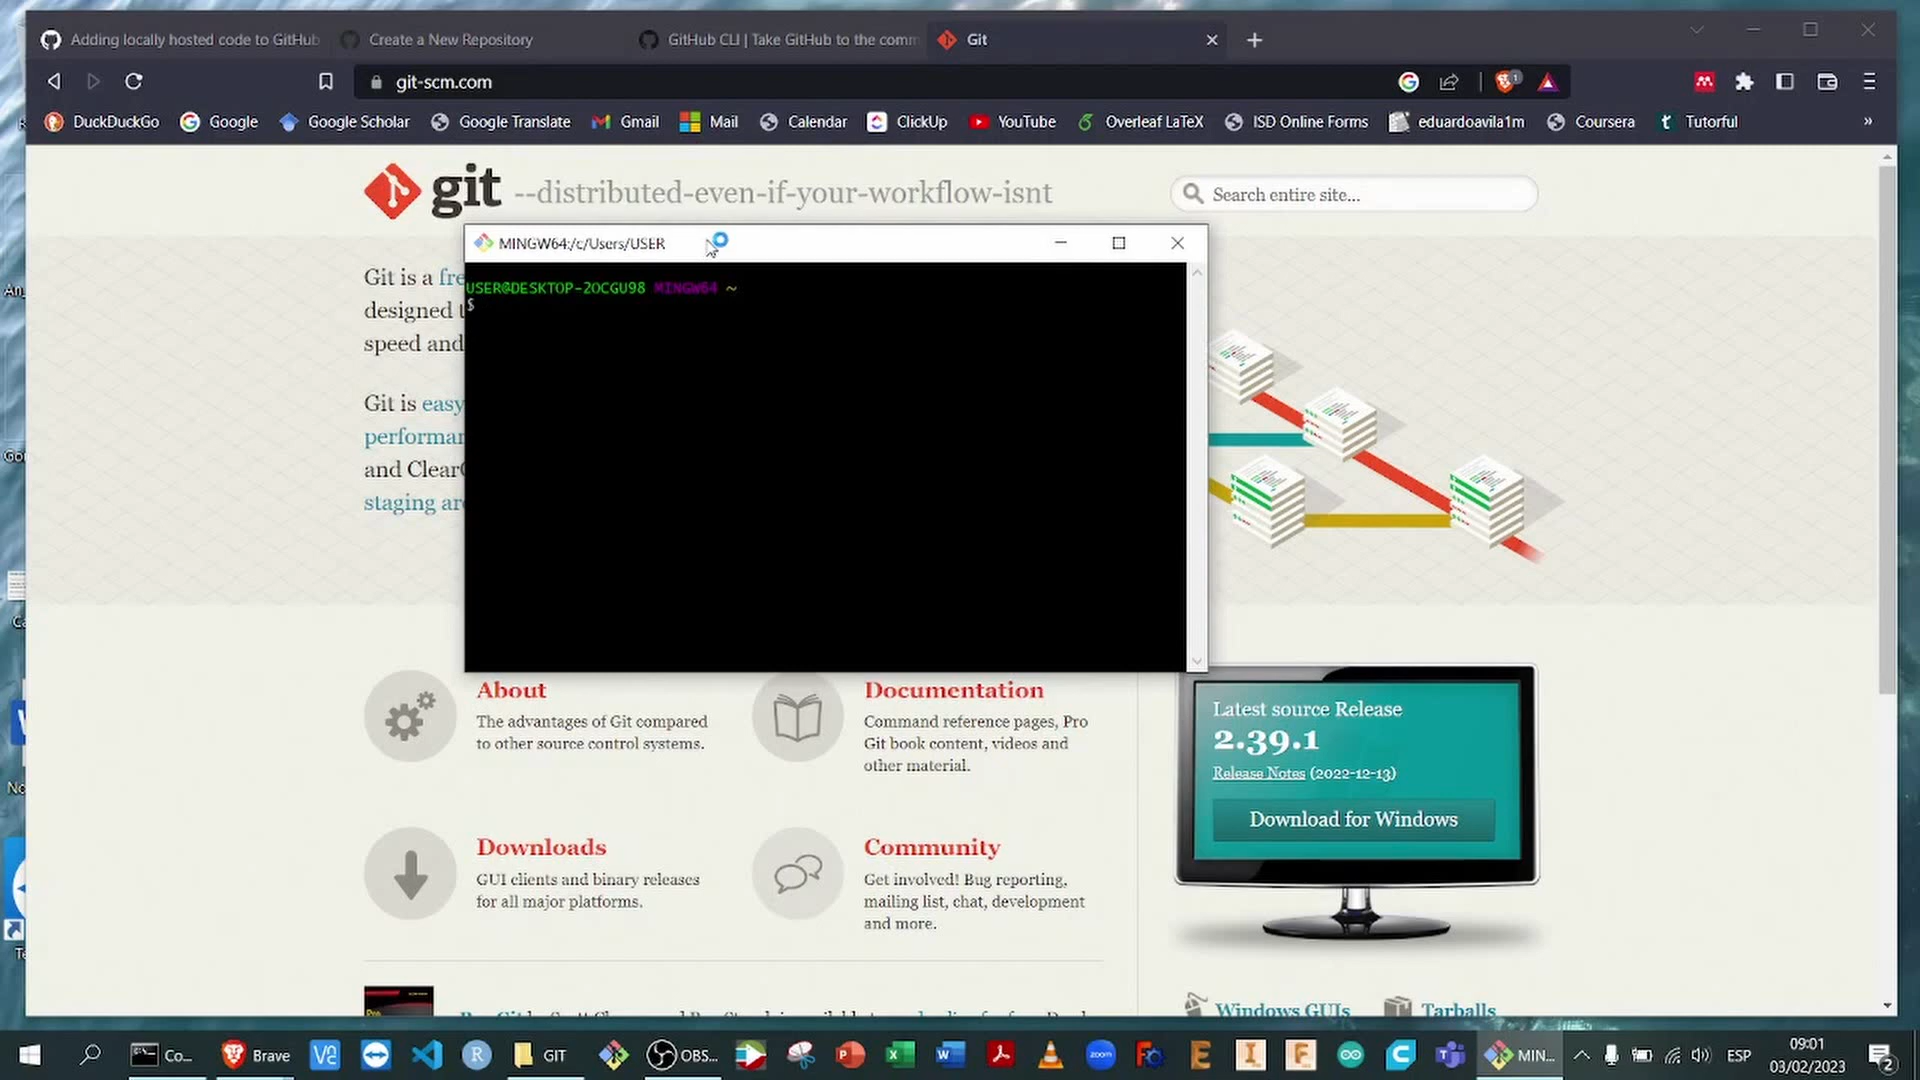 Adding locally hosted code to GitHub
Create a New Repository
GitHub CLI | Take GitHub to the comm
Git
git-scm.com
DuckDuckGo
Google
Google Scholar
Google Translate
Gmail
Mail
Calendar
ClickUp
YouTube
Overleaf LaTeX
ISD Online Forms
eduardoavila1m
Coursera
Tutorful
»
git --distributed-even-if-your-workflow-isnt
Search entire site...
MINGW64:/c/Users/USER
USER@DESKTOP-2OCGU98 MINGW64 ~
$
Git is a fre
designed t
speed and
Git is easy
performan
and ClearC
staging are
About
The advantages of Git compared
to other source control systems.
Documentation
Command reference pages, Pro
Git book content, videos and
other material.
Downloads
GUI clients and binary releases
for all major platforms.
Community
Get involved! Bug reporting,
mailing list, chat, development
and more.
Latest source Release
2.39.1
Release Notes (2022-12-13)
Download for Windows
Windows GUIs
Tarballs
Co...
Brave
GIT
OBS...
zoom
MIN...
ESP
09:01
03/02/2023
2